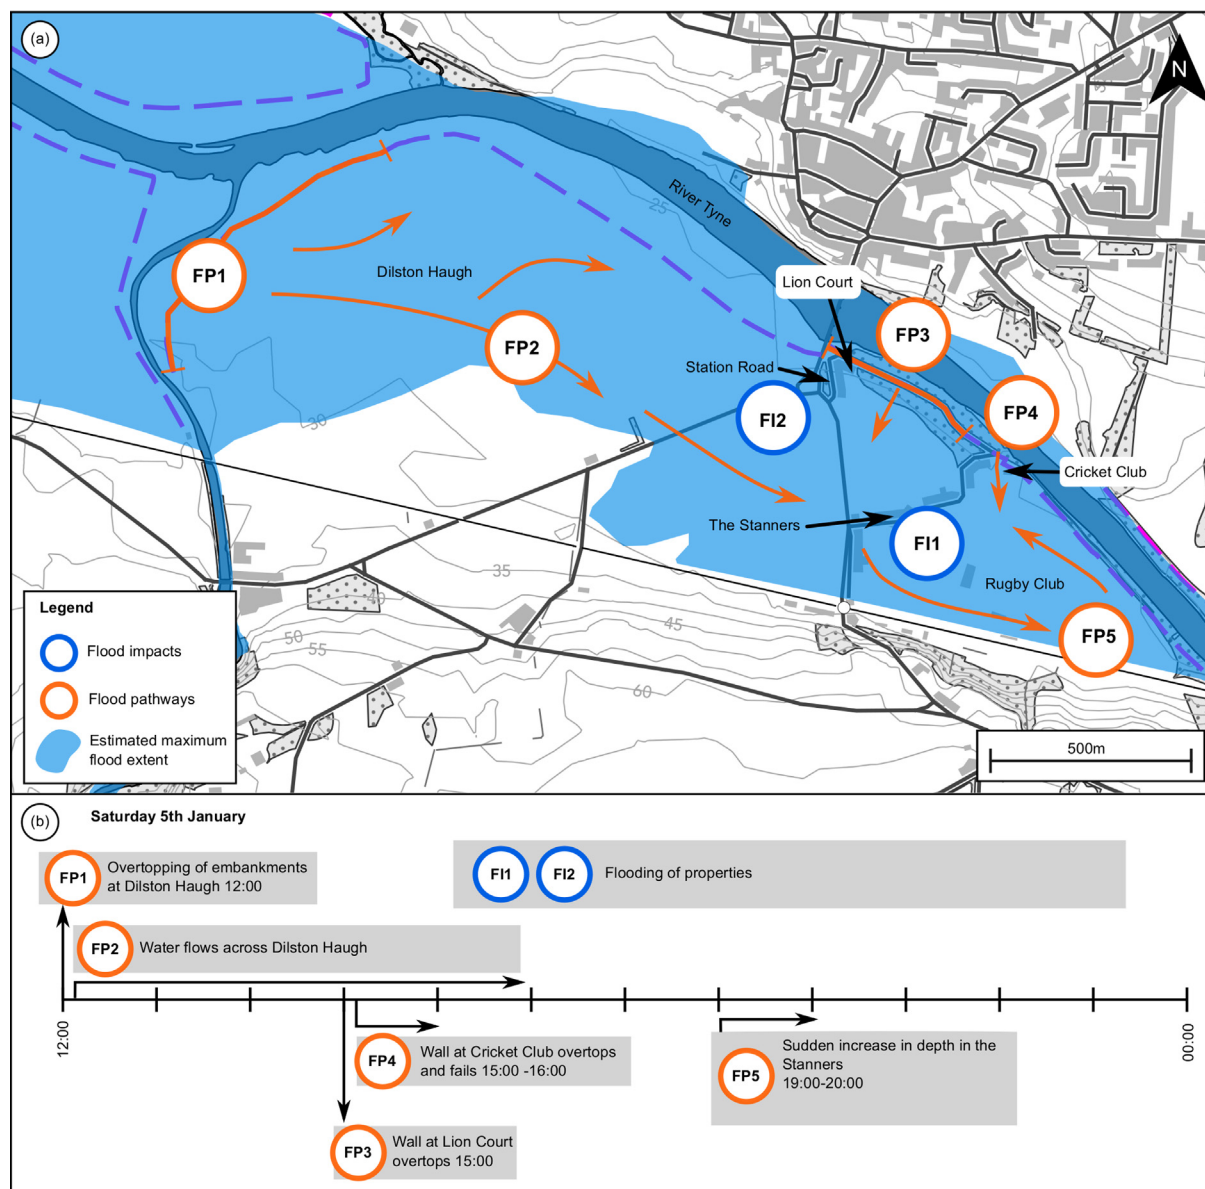 (a)
N
25
River Tyne
FP1
Dilston Haugh
Lion Court
FP3
FP2
Station Road
FP4
FI2
30
Cricket Club
The Stanners
FI1
35
Rugby Club
40
45
50
55
FP5
60
Legend
Flood impacts
Flood pathways
Estimated maximum
flood extent
500m
(b)
Saturday 5th January
FP1
Overtopping of embankments
at Dilston Haugh 12:00
FI1
FI2
Flooding of properties
FP2
Water flows across Dilston Haugh
12:00
00:00
FP4
Wall at Cricket Club overtops
and fails 15:00 -16:00
FP5
Sudden increase in depth in the
Stanners
19:00-20:00
FP3
Wall at Lion Court
overtops 15:00